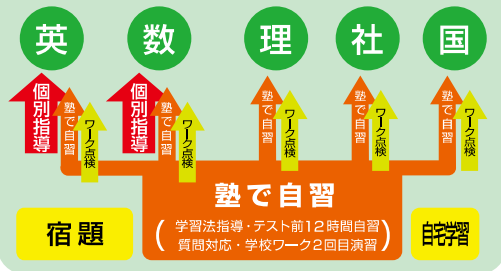 英 数 理 社 国
個別指導 塾で自習 ワーク点検 個別指導 塾で自習 ワーク点検 塾で自習 ワーク点検 塾で自習 ワーク点検 塾で自習 ワーク点検
塾で自習
宿題 (学習法指導・テスト前12時間自習 自宅学習
質問対応・学校ワーク2回目演習)